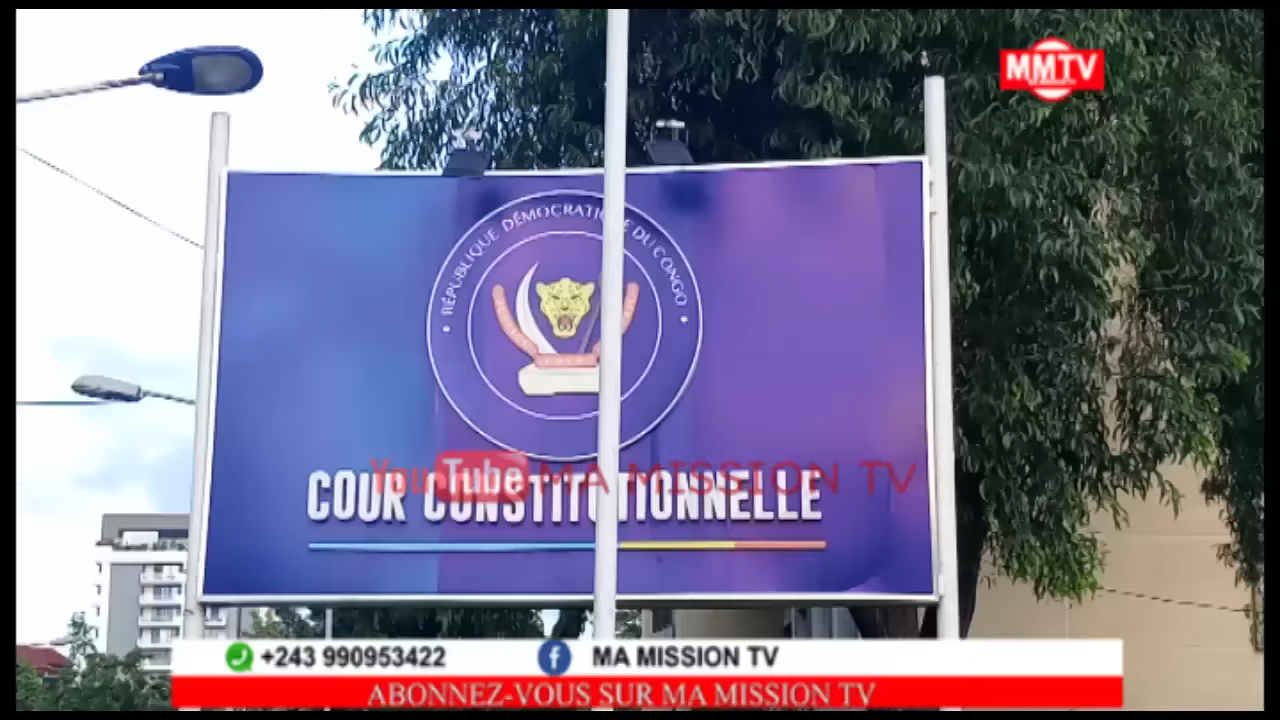 MMTV
RÉPUBLIQUE DÉMOCRATIQUE DU CONGO
YouTube MA MISSION TV
COUR CONSTITUTIONNELLE
+243 990953422 MA MISSION TV
ABONNEZ-VOUS SUR MA MISSION TV